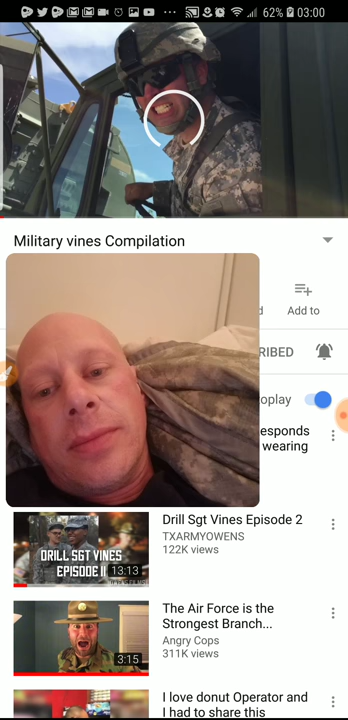 62% 03:00
Military vines Compilation
d
Add to
RIBED
oplay
esponds
wearing
Drill Sgt Vines Episode 2
TXARMYOWENS
122K views
DRILL SGT VINES
EPISODE II
13:13
The Air Force is the
Strongest Branch...
Angry Cops
311K views
3:15
I love donut Operator and
I had to share this